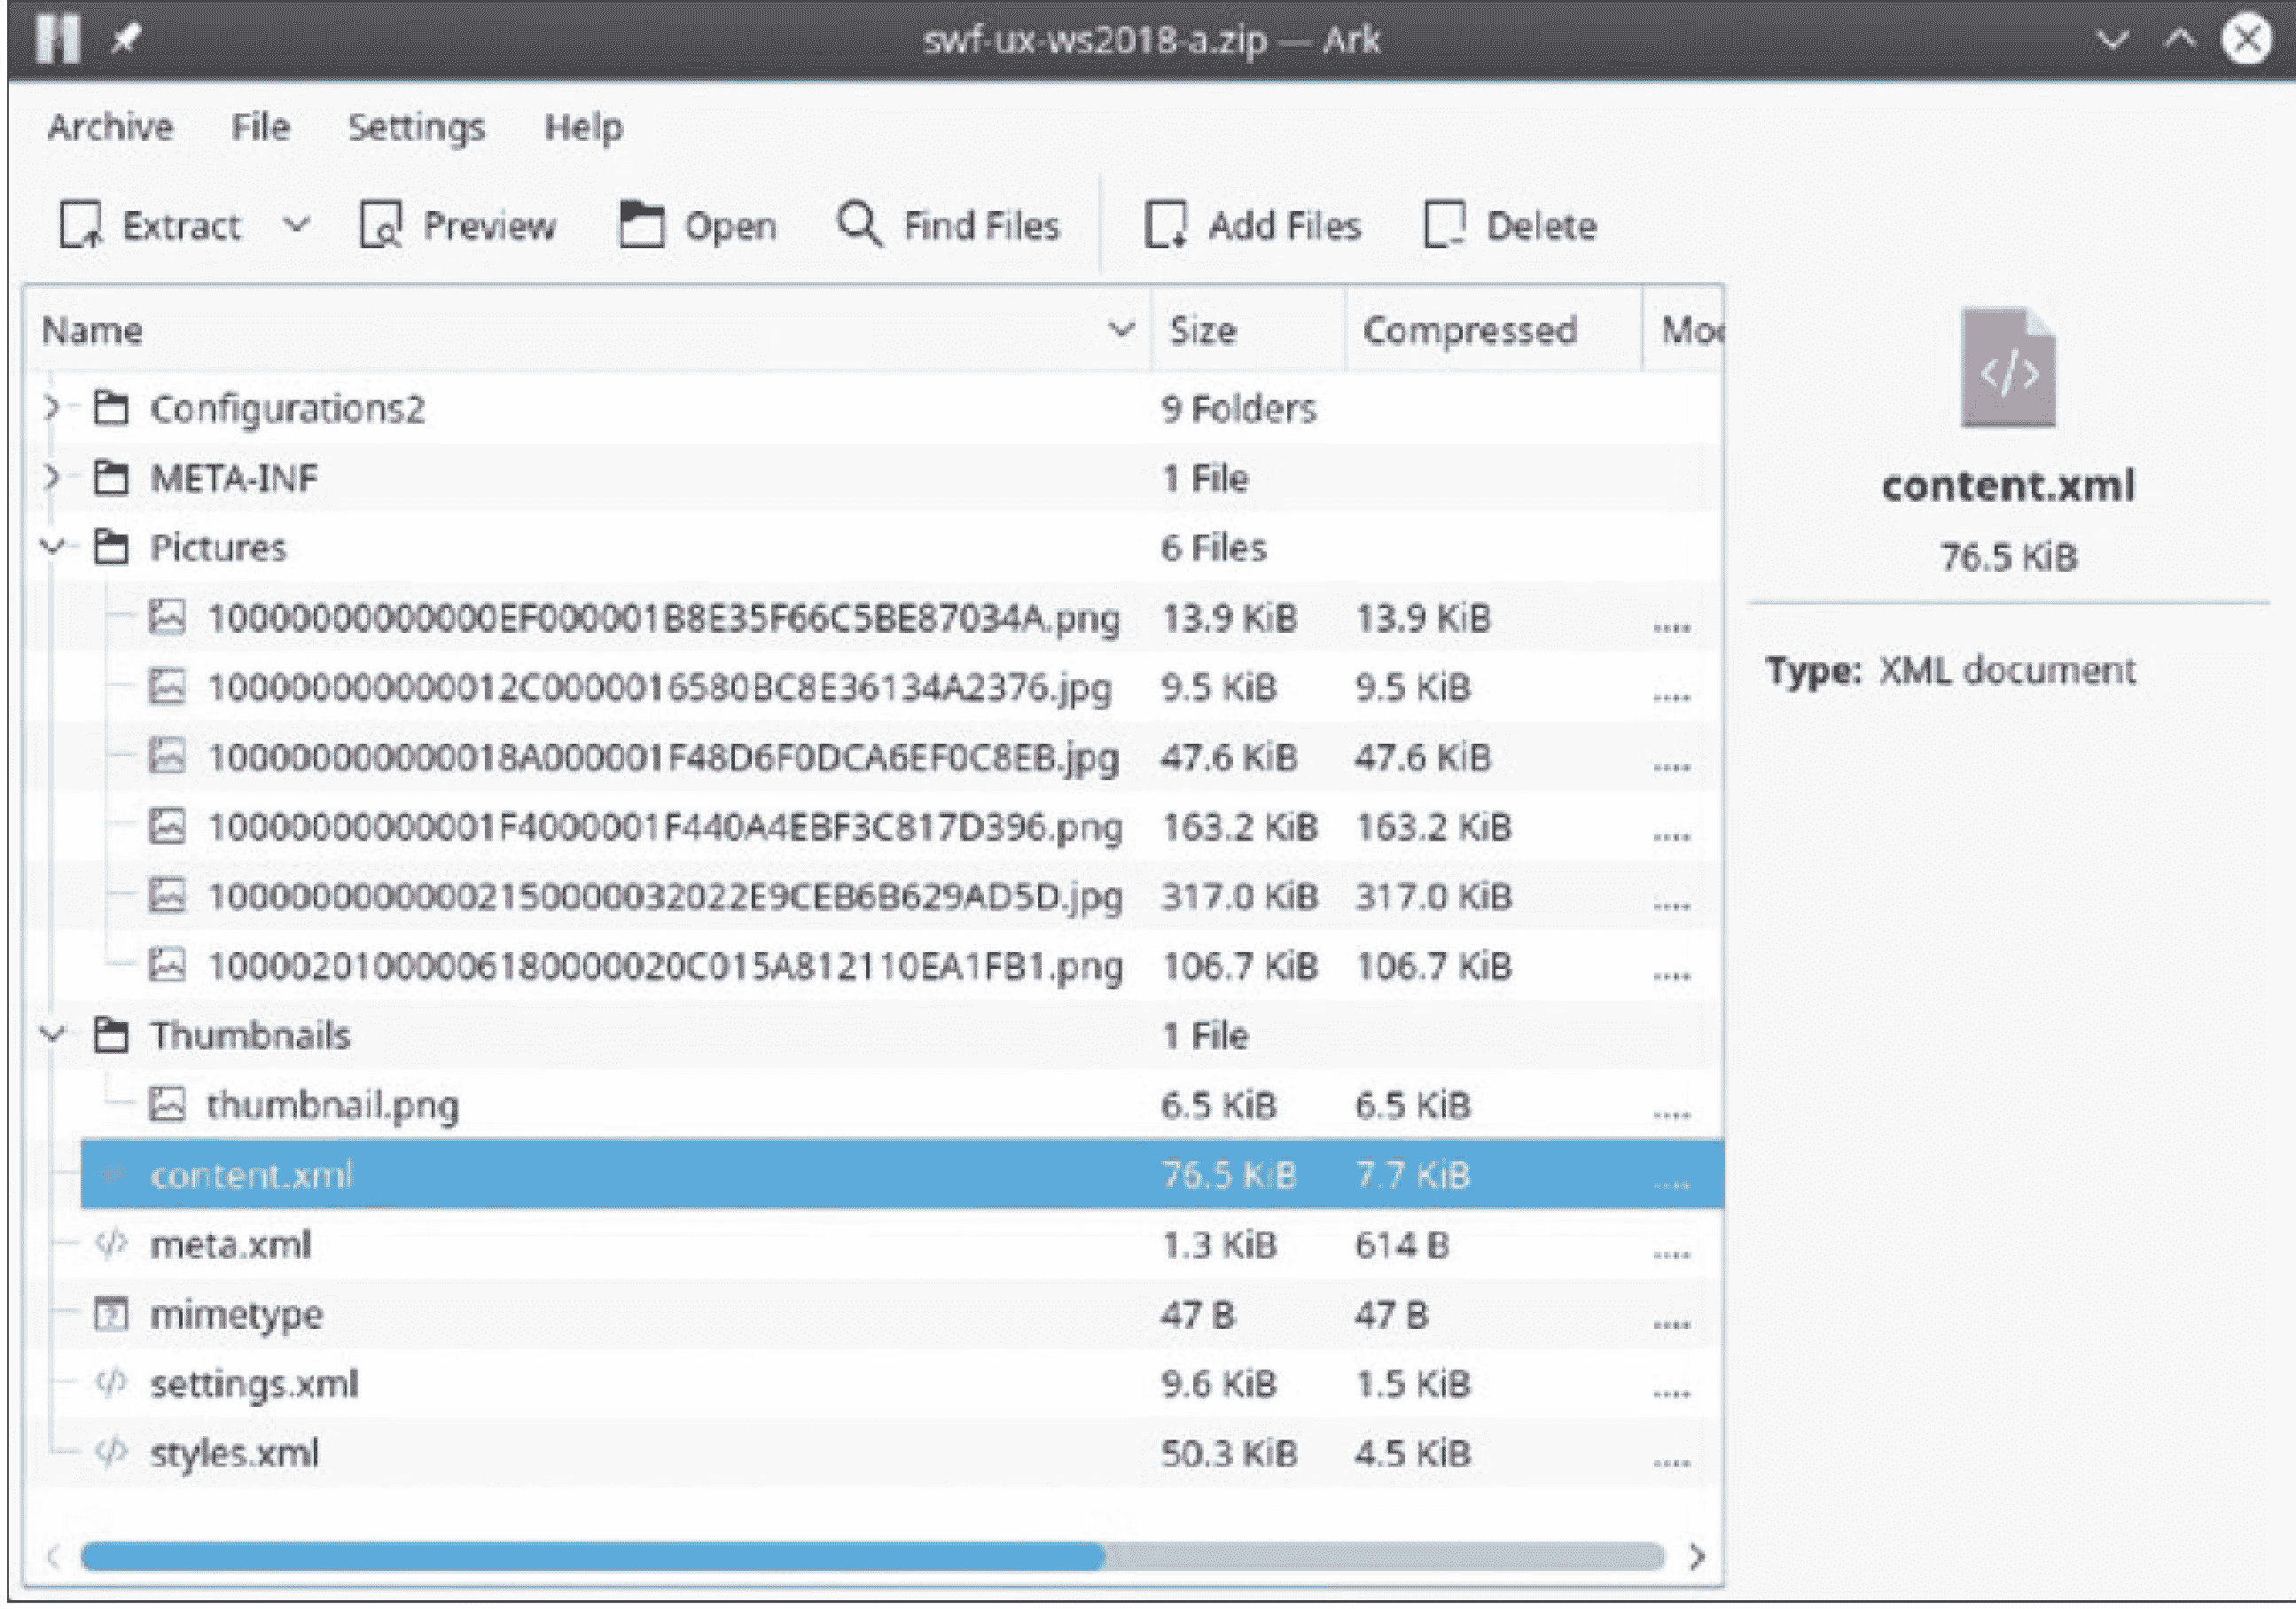 swf-ux-ws2018-a.zip — Ark
Archive File Settings Help
Extract Preview Open Find Files Add Files Delete
Name Size Compressed
Configurations2 9 Folders
META-INF 1 File
Pictures 6 Files
10000000000000EF000001B8E35F66C5BE87034A.png 13.9 KiB 13.9 KiB ....
100000000000012C0000016580BC8E36134A2376.jpg 9.5 KiB 9.5 KiB ....
100000000000018A000001F48D6F0DCA6EF0C8EB.jpg 47.6 KiB 47.6 KiB ....
10000000000001F4000001F440A4EBF3C817D396.png 163.2 KiB 163.2 KiB ....
10000000000002150000032022E9CEB6B629AD5D.jpg 317.0 KiB 317.0 KiB ....
10000201000006180000020C015A812110EA1FB1.png 106.7 KiB 106.7 KiB ....
Thumbnails 1 File
thumbnail.png 6.5 KiB 6.5 KiB ....
content.xml 76.5 KiB 7.7 KiB ....
meta.xml 1.3 KiB 614 B ....
mimetype 47 B 47 B ....
settings.xml 9.6 KiB 1.5 KiB ....
styles.xml 50.3 KiB 4.5 KiB ....
content.xml
76.5 KiB
Type: XML document